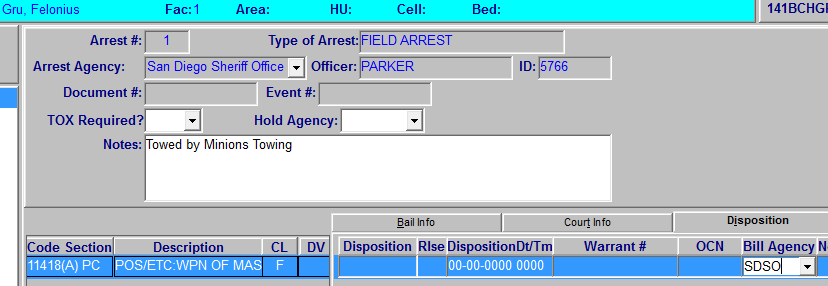 Gru, Felonius Fac:1 Area: HU: Cell: Bed: 141BCHGF
Arrest #: 1 Type of Arrest: FIELD ARREST
Arrest Agency: San Diego Sheriff Office Officer: PARKER ID: 5766
Document #: Event #:
TOX Required? Hold Agency:
Notes: Towed by Minions Towing
Bail Info Court Info Disposition
Code Section Description CL DV Disposition Rlse DispositionDt/Tm Warrant # OCN Bill Agency
11418(A) PC POS/ETC:WPN OF MAS F 00-00-0000 0000 SDSO